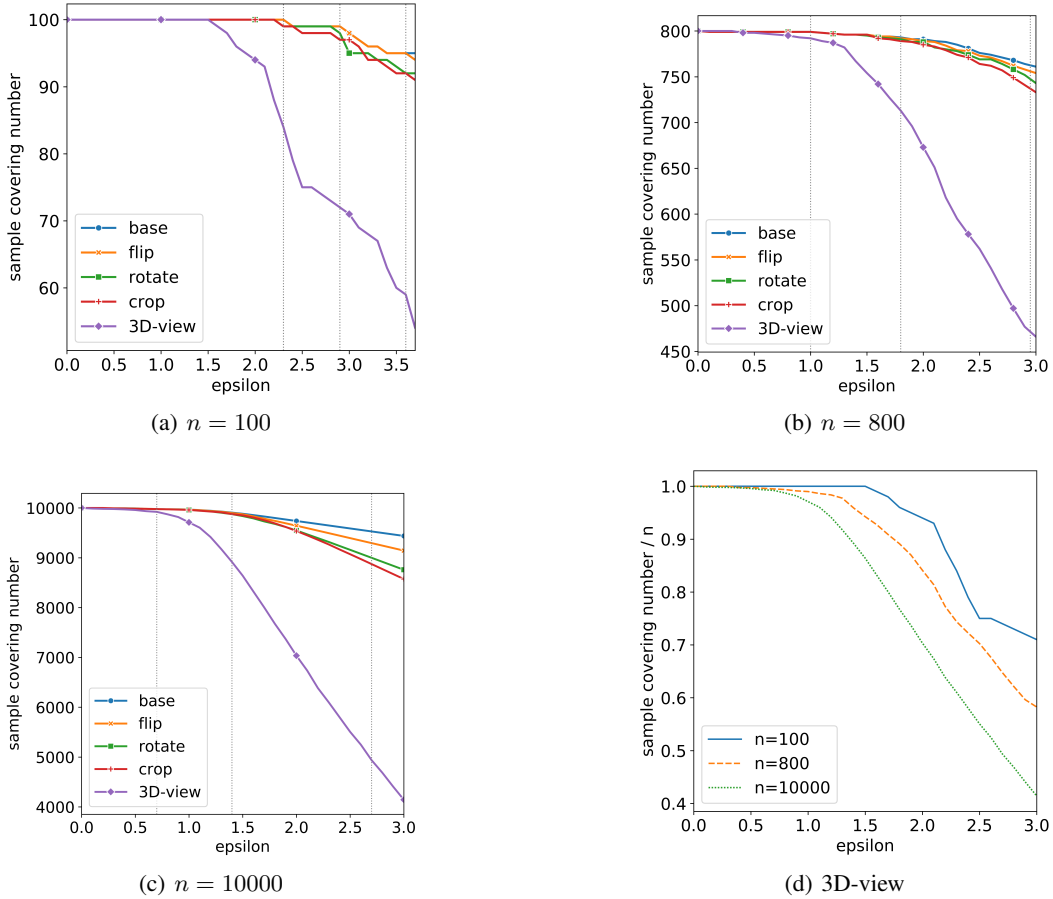 100
90
80
70
60
sample covering number
base
flip
rotate
crop
3D-view
0.0 0.5 1.0 1.5 2.0 2.5 3.0 3.5
epsilon
(a) n = 100
800
750
700
650
600
550
500
450
sample covering number
base
flip
rotate
crop
3D-view
0.0 0.5 1.0 1.5 2.0 2.5 3.0
epsilon
(b) n = 800
10000
9000
8000
7000
6000
5000
4000
sample covering number
base
flip
rotate
crop
3D-view
0.0 0.5 1.0 1.5 2.0 2.5 3.0
epsilon
(c) n = 10000
1.0
0.9
0.8
0.7
0.6
0.5
0.4
sample covering number / n
n=100
n=800
n=10000
0.0 0.5 1.0 1.5 2.0 2.5 3.0
epsilon
(d) 3D-view